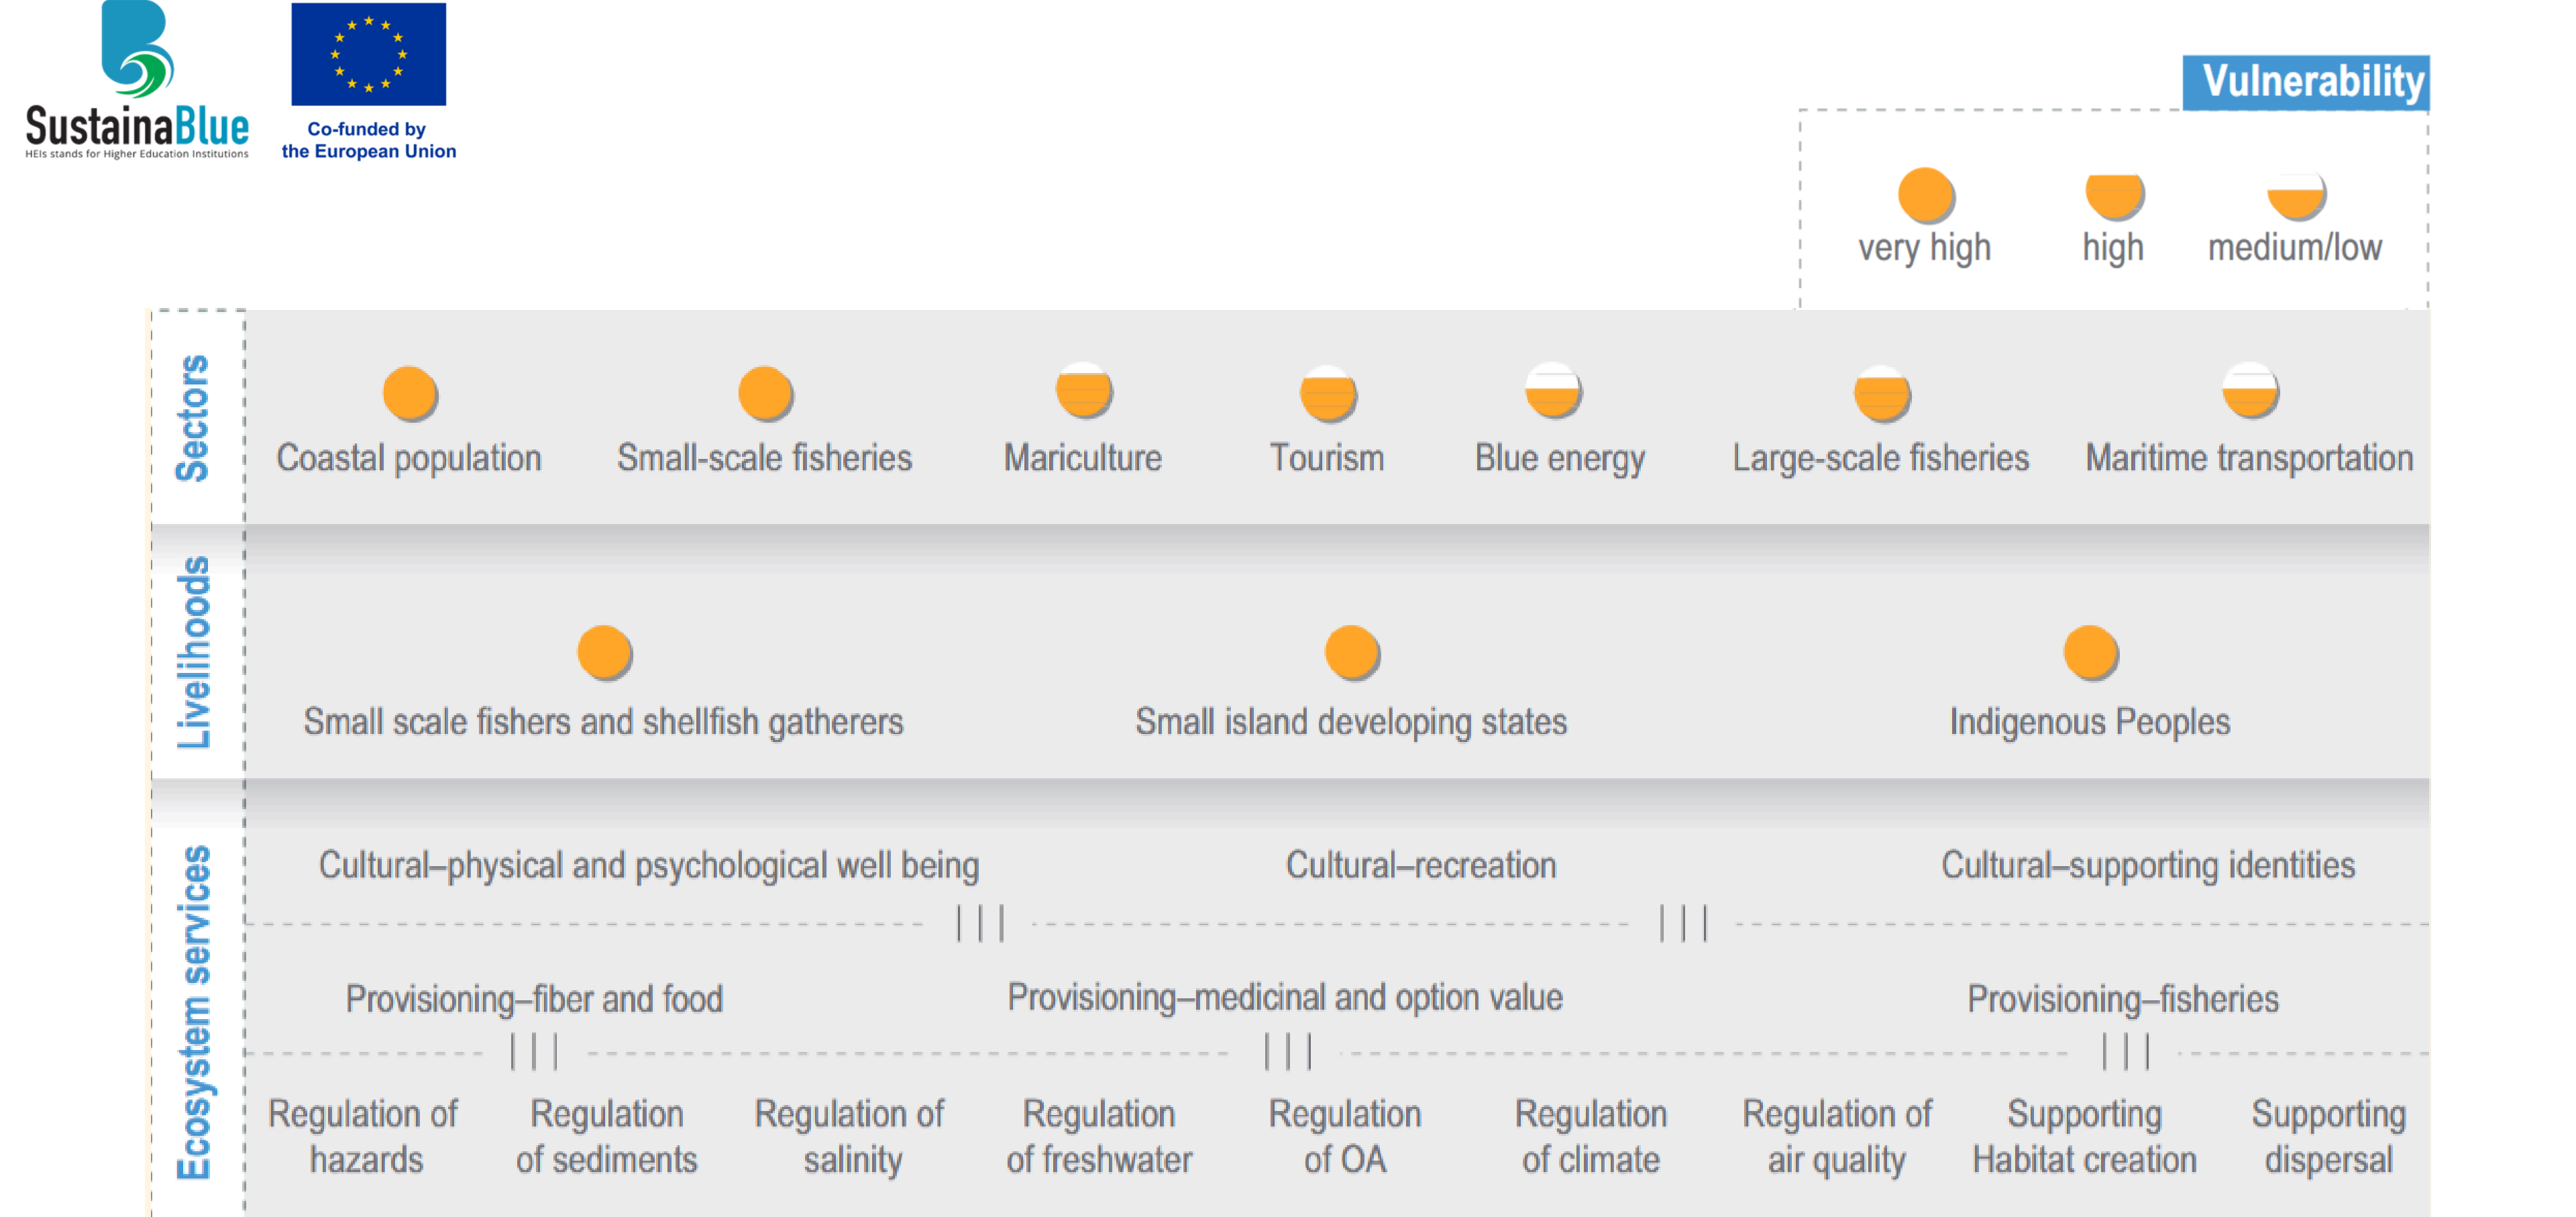 SustainaBlue
HEIs stands for Higher Education Institutions
Co-funded by
the European Union
Vulnerability
very high
high
medium/low
Sectors
Coastal population
Small-scale fisheries
Mariculture
Tourism
Blue energy
Large-scale fisheries
Maritime transportation
Livelihoods
Small scale fishers and shellfish gatherers
Small island developing states
Indigenous Peoples
Ecosystem services
Cultural–physical and psychological well being
Cultural–recreation
Cultural–supporting identities
Provisioning–fiber and food
Provisioning–medicinal and option value
Provisioning–fisheries
Regulation of
hazards
Regulation
of sediments
Regulation of
salinity
Regulation
of freshwater
Regulation
of OA
Regulation
of climate
Regulation of
air quality
Supporting
Habitat creation
Supporting
dispersal